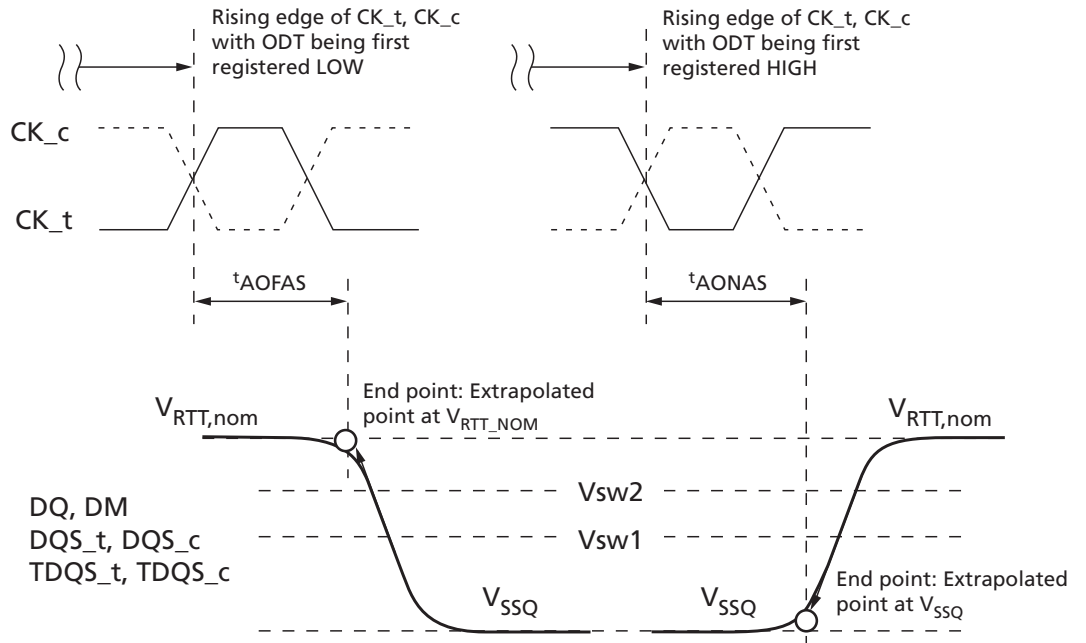 Rising edge of CK_t, CK_c
with ODT being first
registered LOW
Rising edge of CK_t, CK_c
with ODT being first
registered HIGH
CK_c
CK_t
tAOFAS
tAONAS
End point: Extrapolated
point at VRTT_NOM
VRTT,nom
VRTT,nom
Vsw2
DQ, DM
DQS_t, DQS_c
TDQS_t, TDQS_c
Vsw1
VSSQ
VSSQ
End point: Extrapolated
point at VSSQ